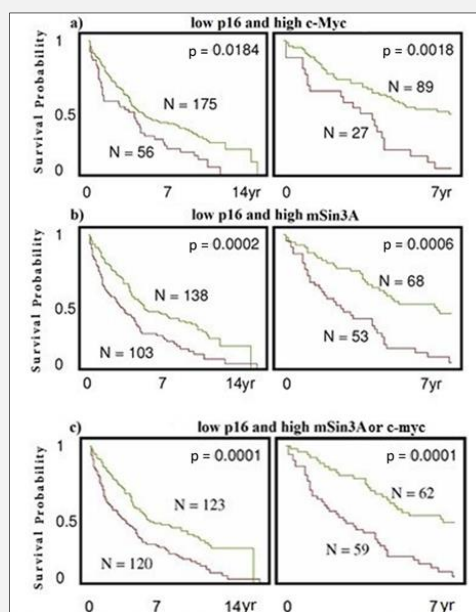 a) low p16 and high c-Myc
Survival Probability
1
0.5
0
p = 0.0184
N = 175
N = 56
0 7 14yr
p = 0.0018
N = 89
N = 27
0 7yr
b) low p16 and high mSin3A
Survival Probability
1
0.5
0
p = 0.0002
N = 138
N = 103
0 7 14yr
p = 0.0006
N = 68
N = 53
0 7yr
c) low p16 and high mSin3A or c-myc
Survival Probability
1
0.5
0
p = 0.0001
N = 123
N = 120
0 7 14yr
p = 0.0001
N = 62
N = 59
0 7 yr